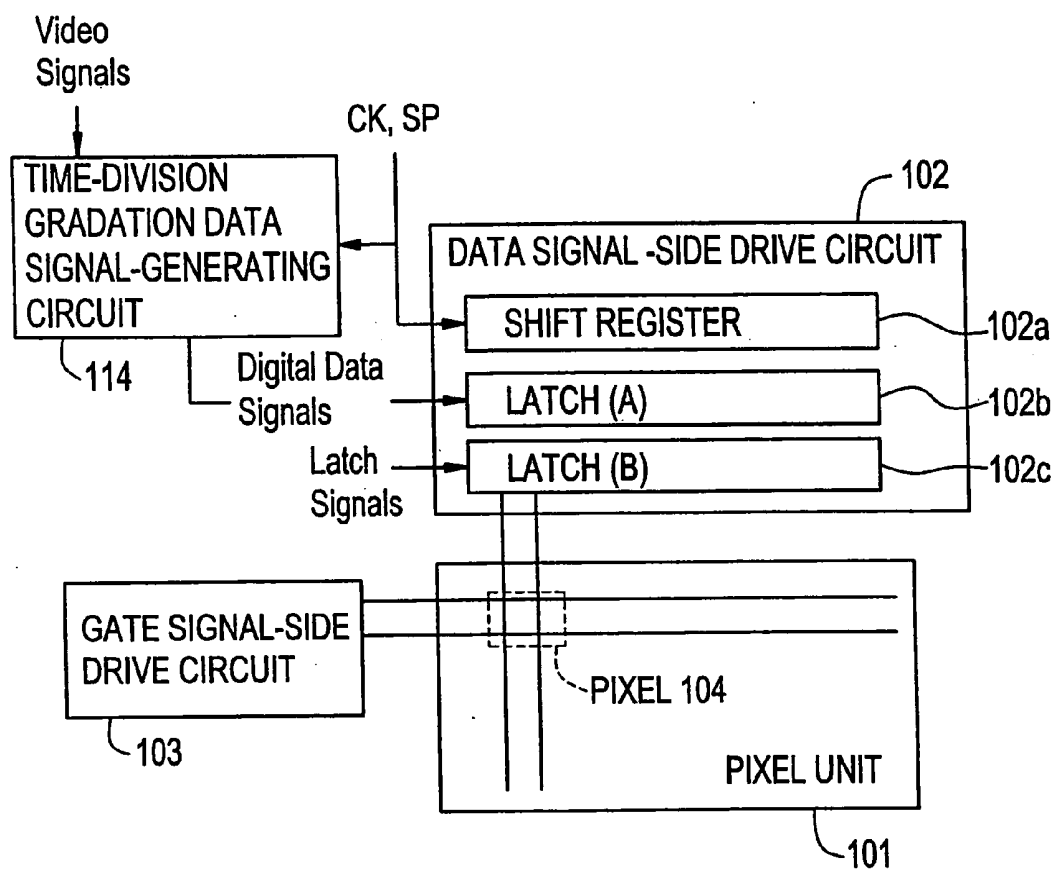 Video
Signals
CK, SP
TIME-DIVISION
GRADATION DATA
SIGNAL-GENERATING
CIRCUIT
114
102
DATA SIGNAL -SIDE DRIVE CIRCUIT
SHIFT REGISTER
102a
Digital Data
Signals
LATCH (A)
102b
Latch
Signals
LATCH (B)
102c
GATE SIGNAL-SIDE
DRIVE CIRCUIT
103
PIXEL 104
PIXEL UNIT
101